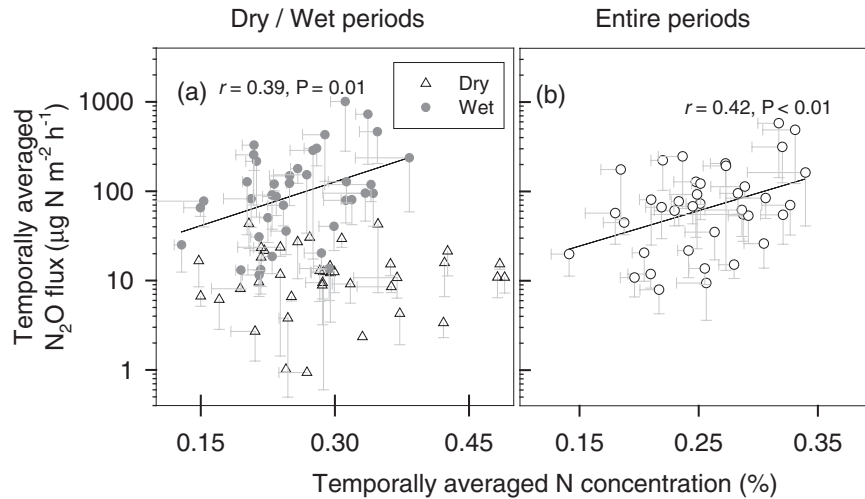 Dry / Wet periods
Entire periods
Temporally averaged
N₂O flux (µg N m⁻² h⁻¹)
1000
100
10
1
(a)
r = 0.39, P = 0.01
Dry
Wet
(b)
r = 0.42, P < 0.01
0.15
0.30
0.45
0.15
0.25
0.35
Temporally averaged N concentration (%)